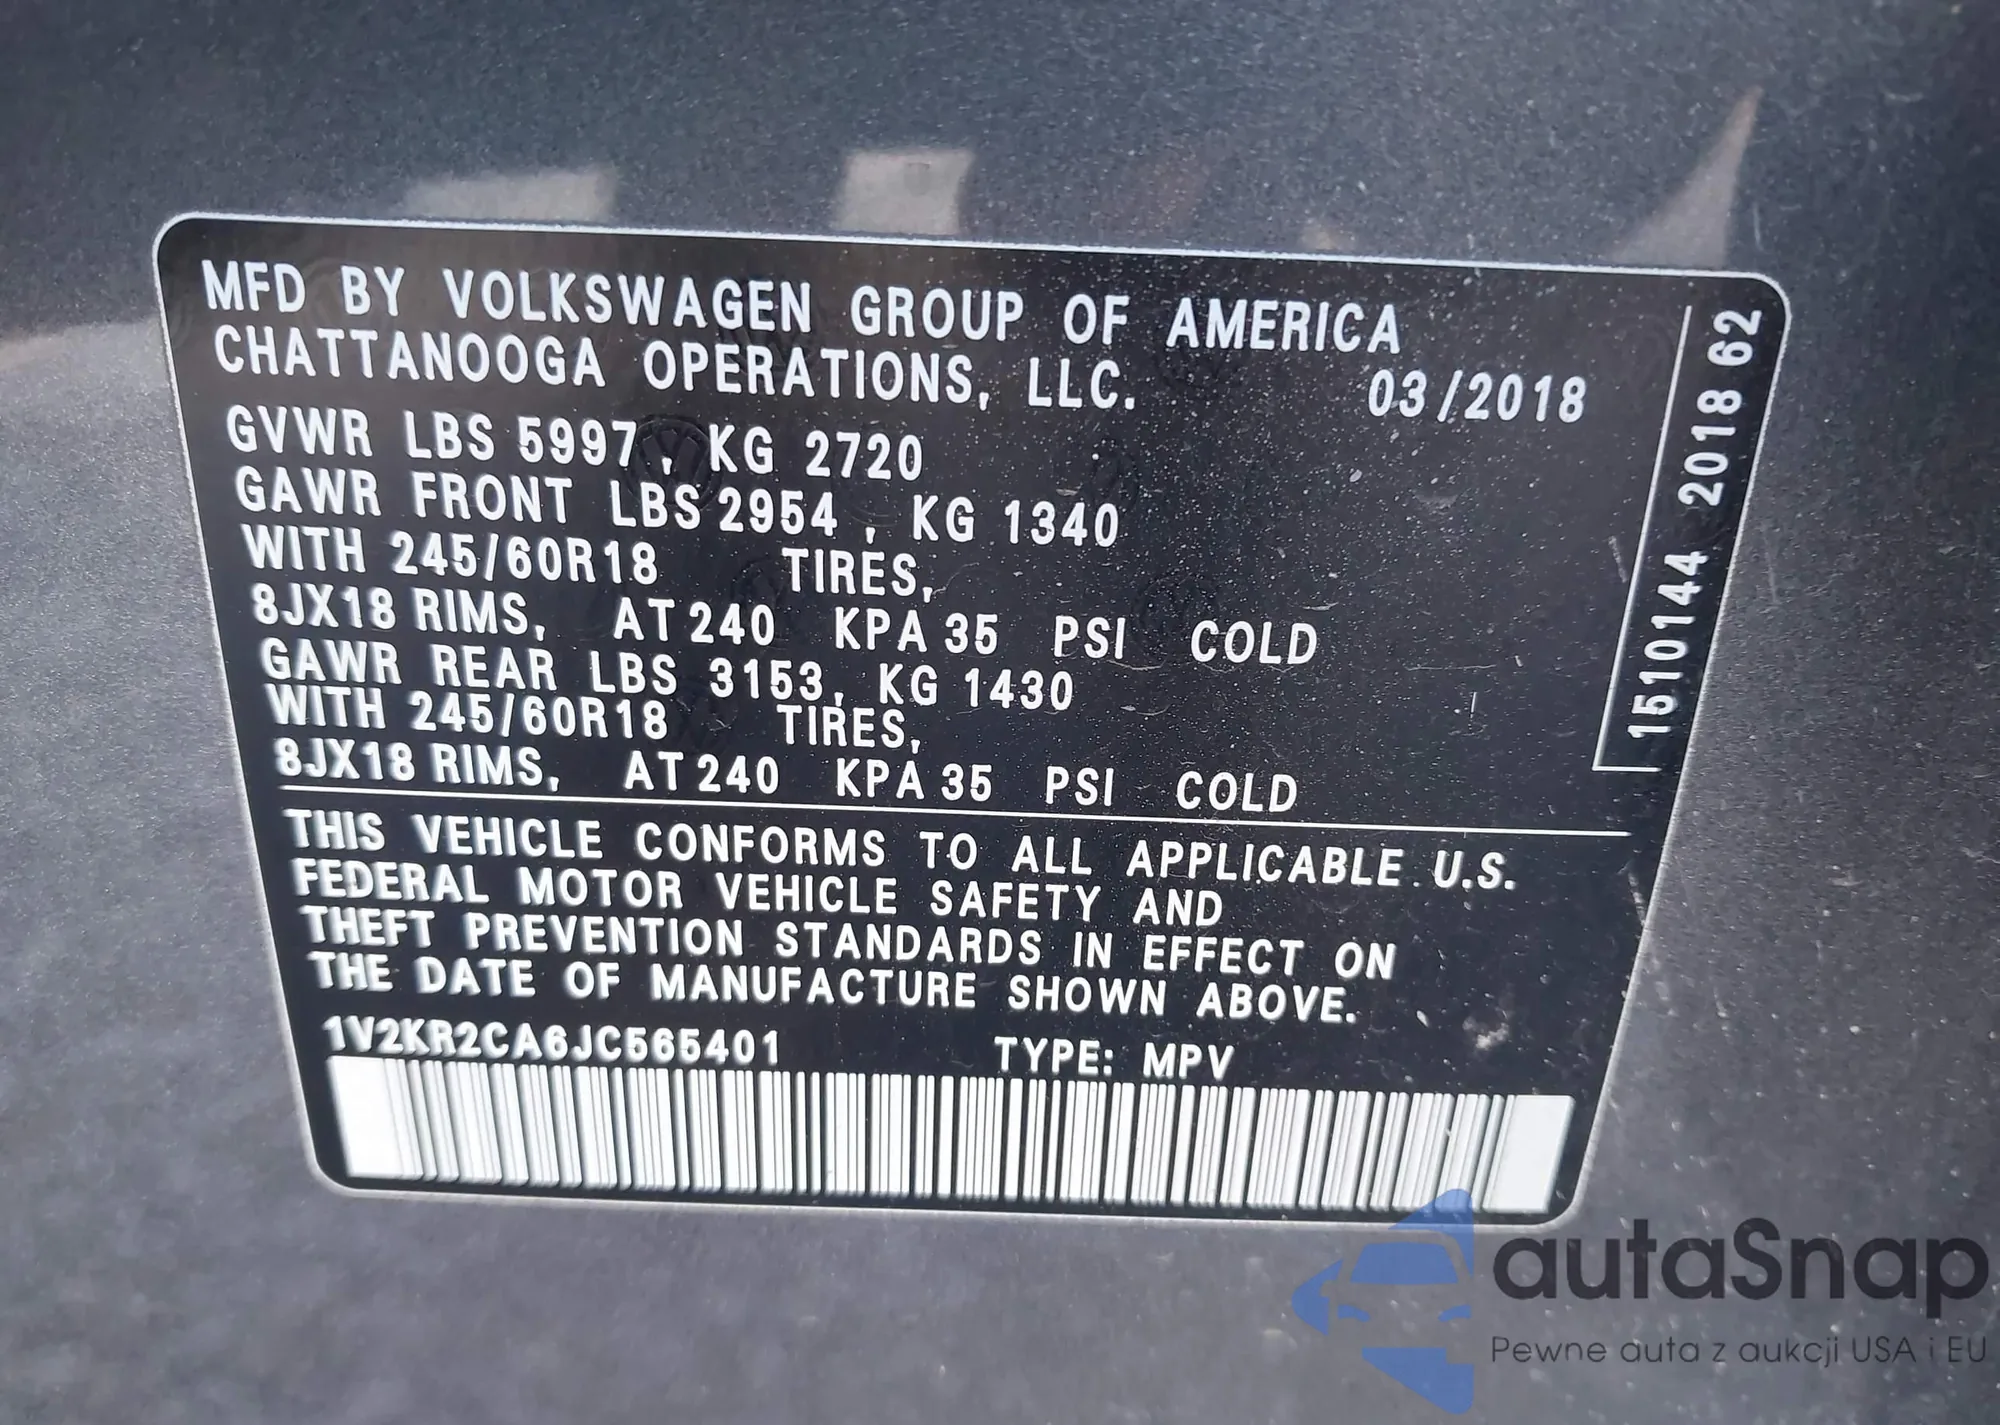 MFD BY VOLKSWAGEN GROUP OF AMERICA
CHATTANOOGA OPERATIONS, LLC. 03/2018
GVWR LBS 5997, KG 2720
GAWR FRONT LBS 2954, KG 1340
WITH 245/60R18 TIRES,
8JX18 RIMS, AT 240 KPA 35 PSI COLD
GAWR REAR LBS 3153, KG 1430
WITH 245/60R18 TIRES,
8JX18 RIMS, AT 240 KPA 35 PSI COLD
THIS VEHICLE CONFORMS TO ALL APPLICABLE U.S.
FEDERAL MOTOR VEHICLE SAFETY AND
THEFT PREVENTION STANDARDS IN EFFECT ON
THE DATE OF MANUFACTURE SHOWN ABOVE.
1V2KR2CA6JC565401 TYPE: MPV
1510144 2018 62
autaSnap
Pewne auta z aukcji USA i EU